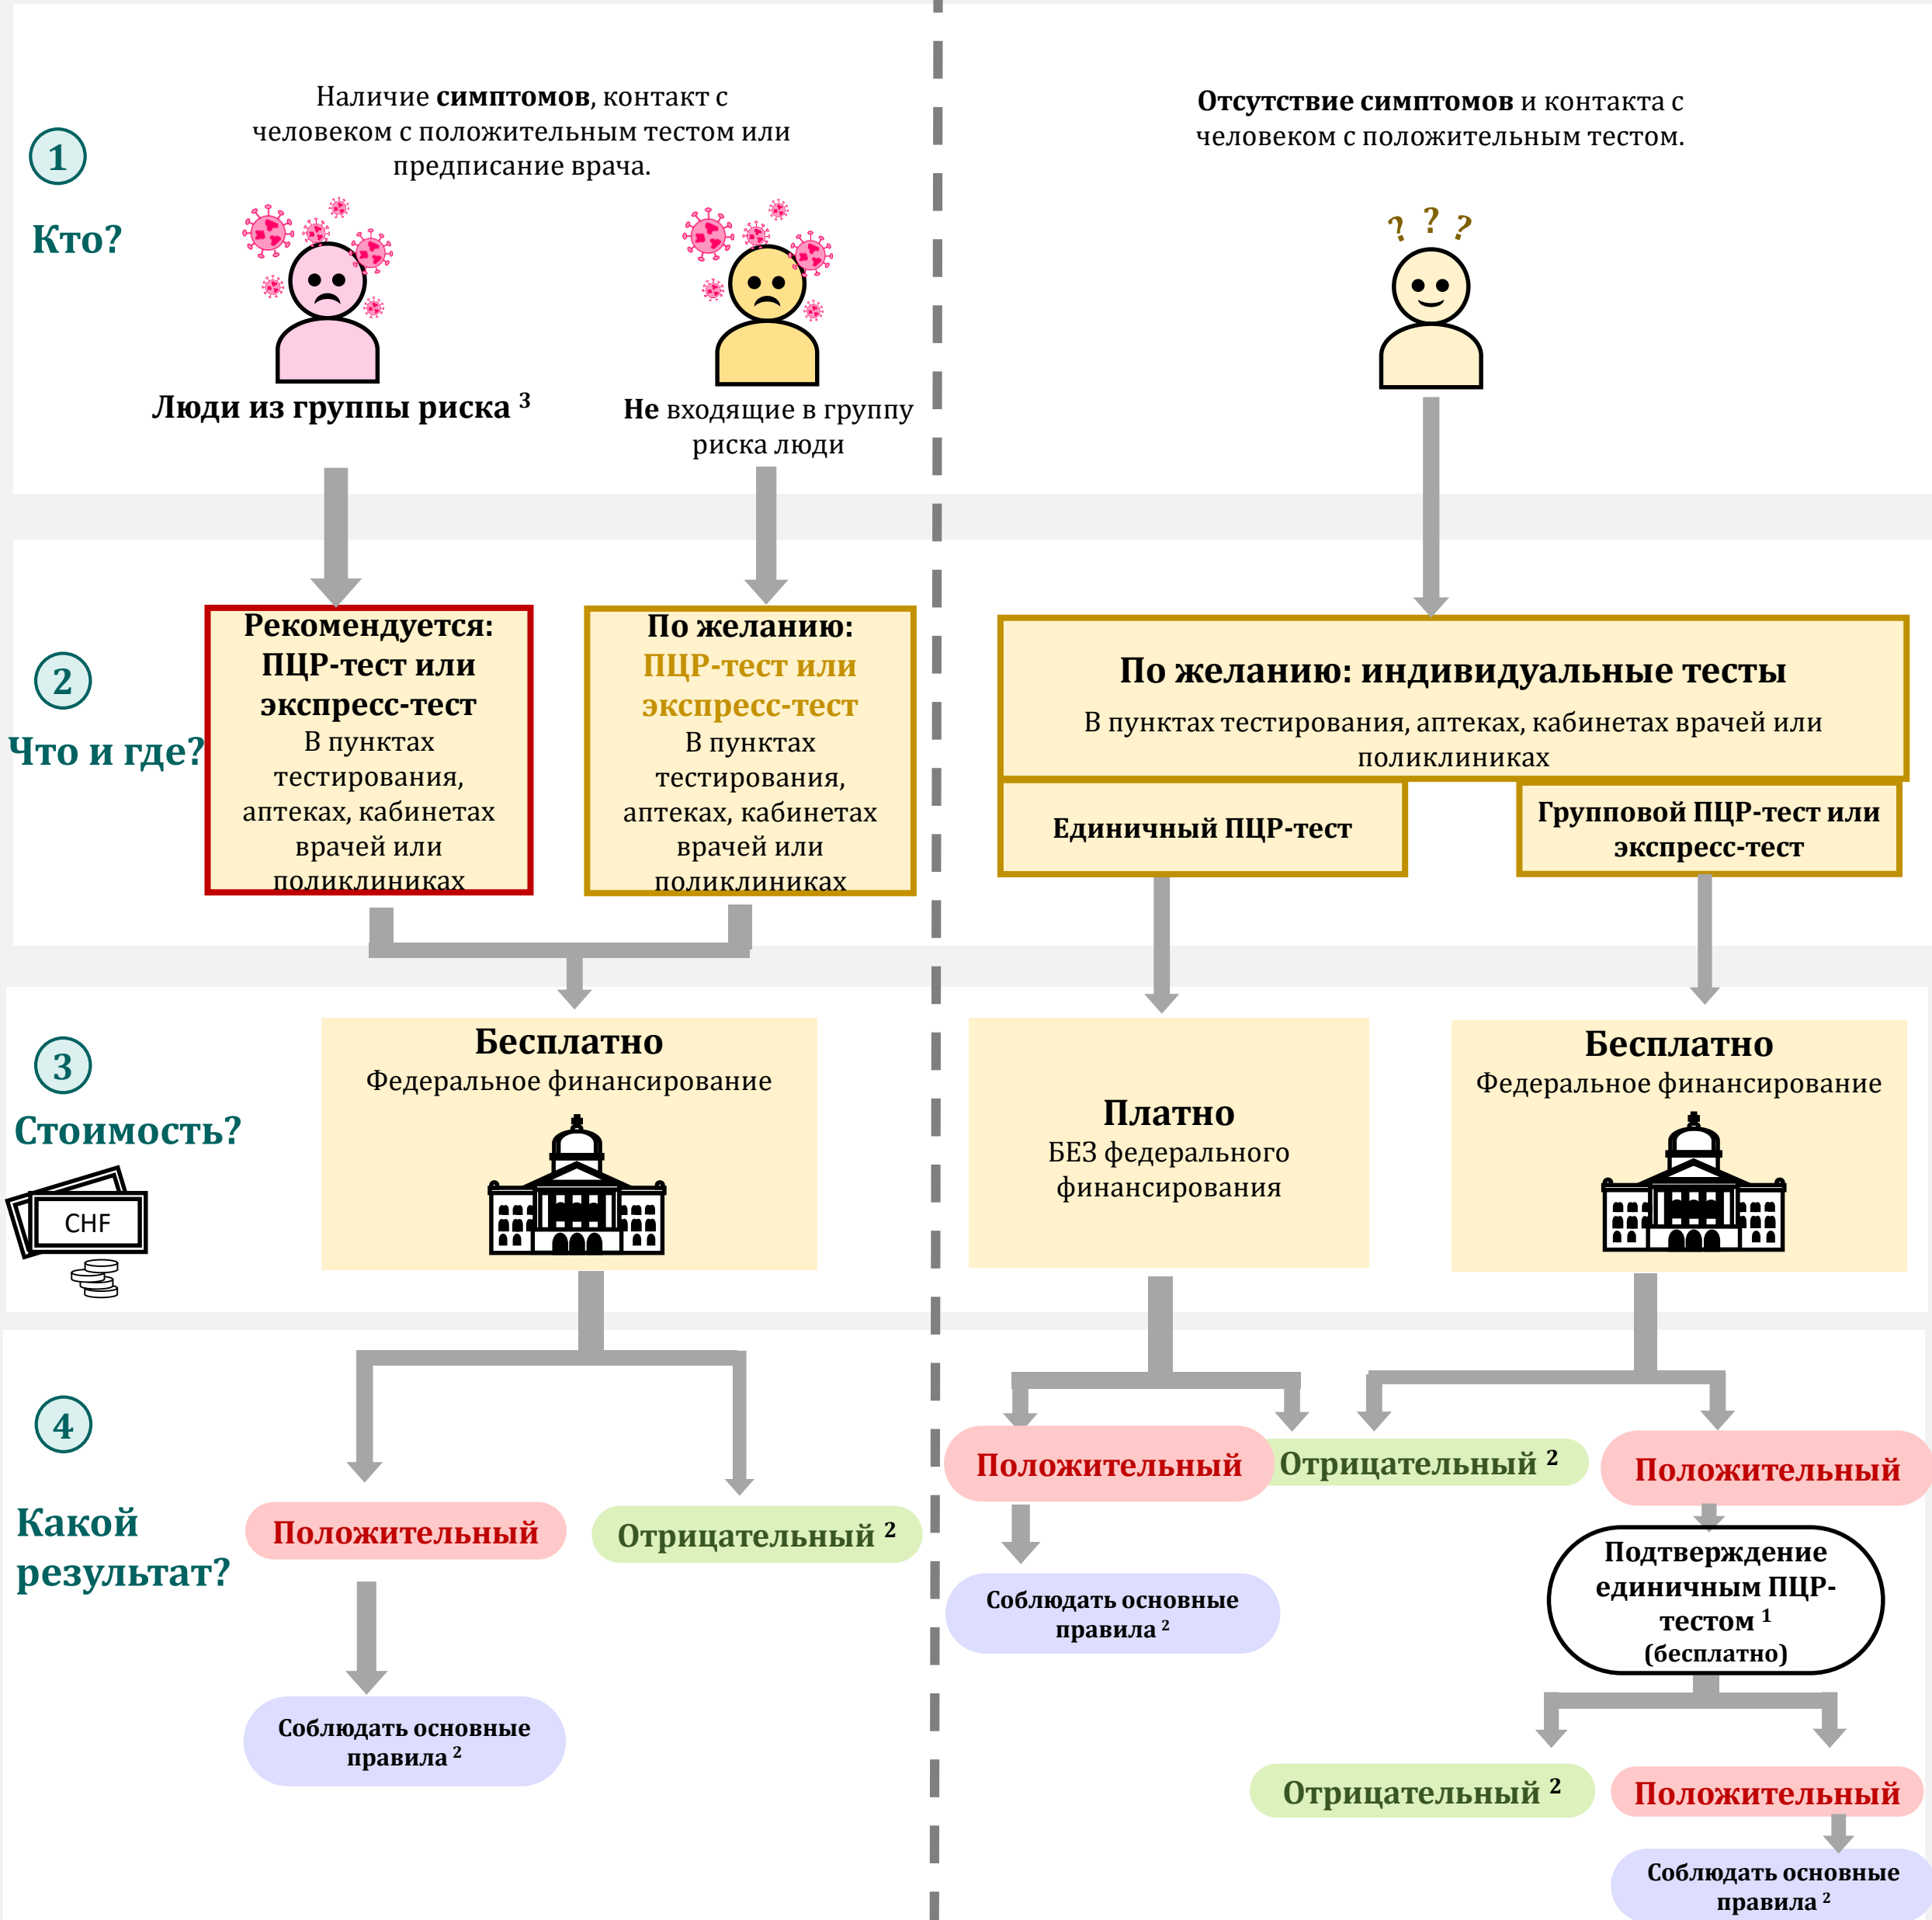 1
Кто?
Наличие симптомов, контакт с
человеком с положительным тестом или
предписание врача.
Люди из группы риска ³
Не входящие в группу
риска люди
Отсутствие симптомов и контакта с
человеком с положительным тестом.
? ? ?
2
Что и где?
Рекомендуется:
ПЦР-тест или
экспресс-тест
В пунктах
тестирования,
аптеках, кабинетах
врачей или
поликлиниках
По желанию:
ПЦР-тест или
экспресс-тест
В пунктах
тестирования,
аптеках, кабинетах
врачей или
поликлиниках
По желанию: индивидуальные тесты
В пунктах тестирования, аптеках, кабинетах врачей или
поликлиниках
Единичный ПЦР-тест
Групповой ПЦР-тест или
экспресс-тест
3
Стоимость?
CHF
Бесплатно
Федеральное финансирование
Платно
БЕЗ федерального
финансирования
Бесплатно
Федеральное финансирование
4
Какой
результат?
Положительный
Отрицательный ²
Соблюдать основные
правила ²
Положительный
Отрицательный ²
Положительный
Соблюдать основные
правила ²
Подтверждение
единичным ПЦР-
тестом ¹
(бесплатно)
Отрицательный ²
Положительный
Соблюдать основные
правила ²